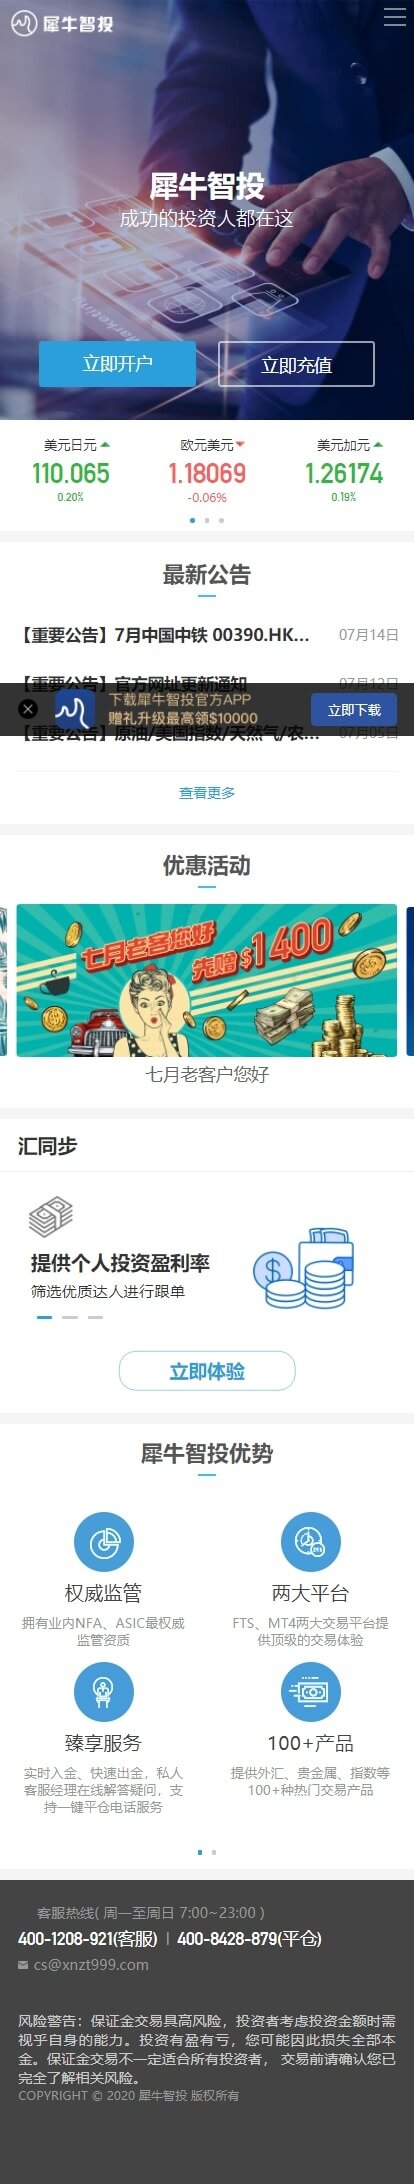 犀牛智投
犀牛智投
成功的投资人都在这
立即开户
立即充值
美元日元
欧元美元
美元加元
110.065
1.18069
1.26174
0.20%
-0.06%
0.19%
最新公告
【重要公告】7月中国中铁 00390.HK...
07月14日
【重要公告】官方网址更新通知
07月12日
下载犀牛智投官方APP
赠礼升级最高领$10000
立即下载
【重要公告】原油/美国指数/天然气/农...
07月05日
查看更多
优惠活动
七月老客您好
先赠$1400
七月老客户您好
汇同步
提供个人投资盈利率
筛选优质达人进行跟单
立即体验
犀牛智投优势
权威监管
拥有业内NFA、ASIC最权威
监管资质
两大平台
FTS、MT4两大交易平台提
供顶级的交易体验
臻享服务
实时入金、快速出金，私人
客服经理在线解答疑问，支
持一键平仓电话服务
100+产品
提供外汇、贵金属、指数等
100+种热门交易产品
客服热线( 周一至周日 7:00~23:00 )
400-1208-921(客服) | 400-8428-879(平仓)
cs@xnzt999.com
风险警告：保证金交易具高风险，投资者考虑投资金额时需
视乎自身的能力。投资有盈有亏，您可能因此损失全部本
金。保证金交易不一定适合所有投资者， 交易前请确认您已
完全了解相关风险。
COPYRIGHT © 2020 犀牛智投 版权所有